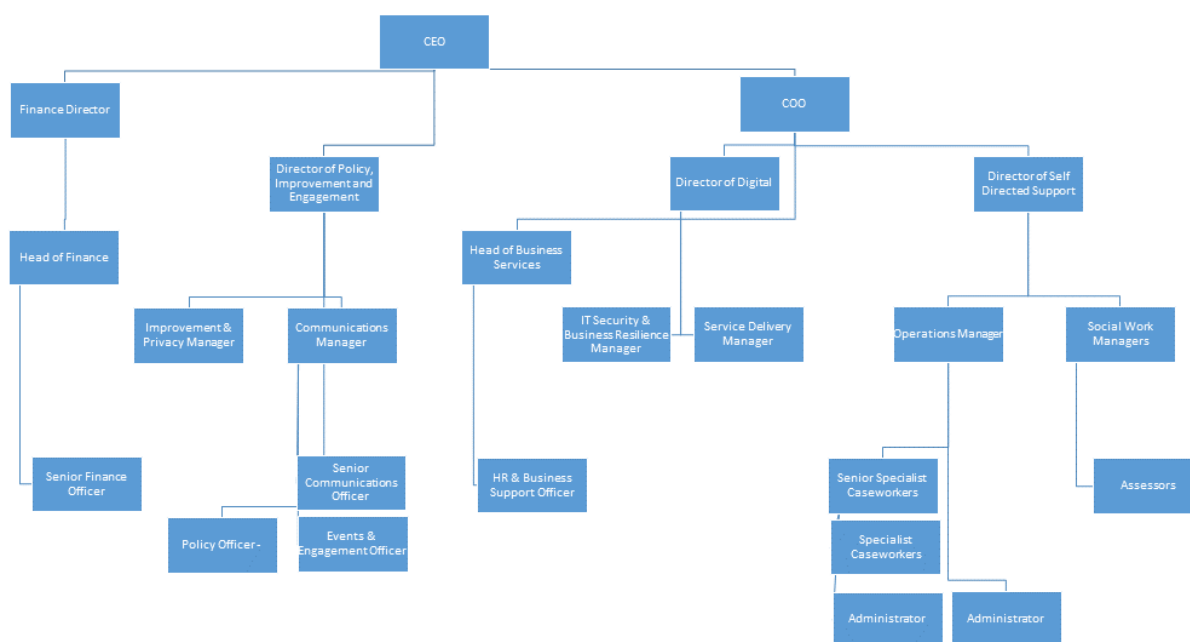 CEO
Finance Director
COO
Director of Policy,
Improvement and
Engagement
Director of Digital
Director of Self
Directed Support
Head of Finance
Head of Business
Services
Improvement &
Privacy Manager
Communications
Manager
IT Security &
Business Resilience
Manager
Service Delivery
Manager
Operations Manager
Social Work
Managers
Senior Finance
Officer
Senior
Communications
Officer
HR & Business
Support Officer
Senior Specialist
Caseworkers
Assessors
Policy Officer-
Events &
Engagement Officer
Specialist
Caseworkers
Administrator
Administrator